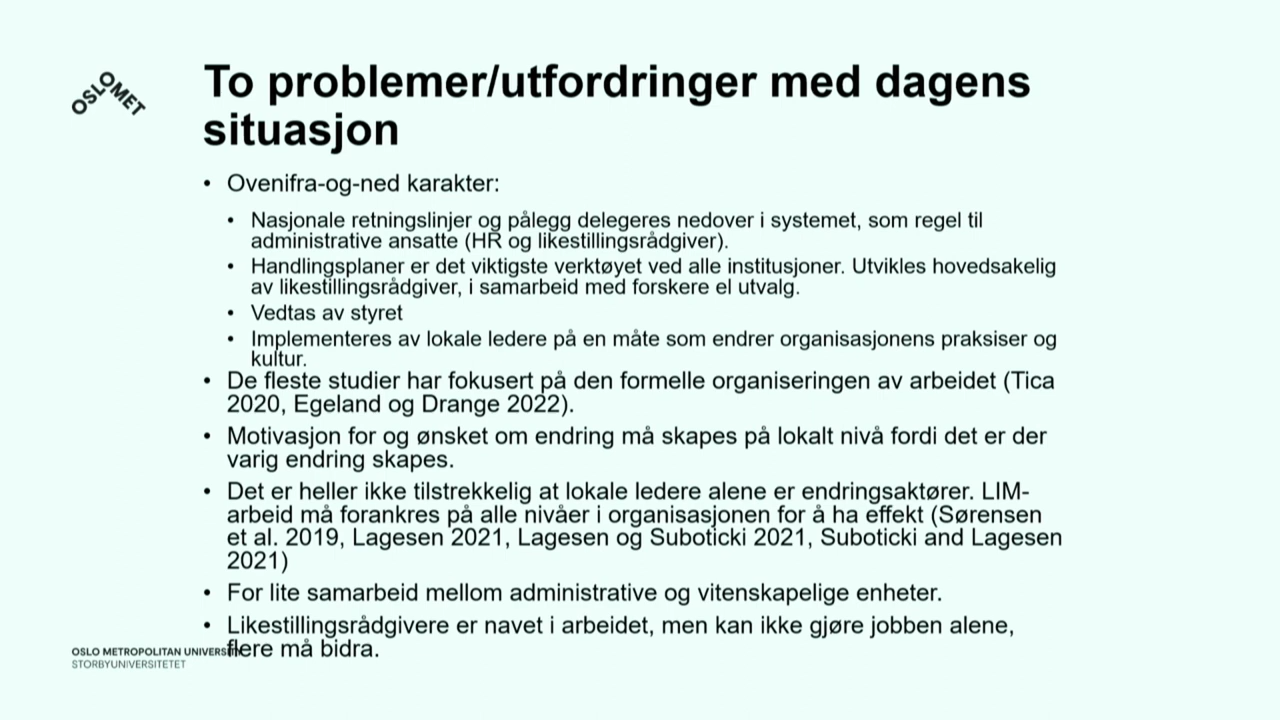 OSLOMET
To problemer/utfordringer med dagens
situasjon
• Ovenifra-og-ned karakter:
• Nasjonale retningslinjer og pålegg delegeres nedover i systemet, som regel til
administrative ansatte (HR og likestillingsrådgiver).
• Handlingsplaner er det viktigste verktøyet ved alle institusjoner. Utvikles hovedsakelig
av likestillingsrådgiver, i samarbeid med forskere el utvalg.
• Vedtas av styret
• Implementeres av lokale ledere på en måte som endrer organisasjonens praksiser og
kultur.
• De fleste studier har fokusert på den formelle organiseringen av arbeidet (Tica
2020, Egeland og Drange 2022).
• Motivasjon for og ønsket om endring må skapes på lokalt nivå fordi det er der
varig endring skapes.
• Det er heller ikke tilstrekkelig at lokale ledere alene er endringsaktører. LIM-
arbeid må forankres på alle nivåer i organisasjonen for å ha effekt (Sørensen
et al. 2019, Lagesen 2021, Lagesen og Suboticki 2021, Suboticki and Lagesen
2021)
• For lite samarbeid mellom administrative og vitenskapelige enheter.
• Likestillingsrådgivere er navet i arbeidet, men kan ikke gjøre jobben alene,
flere må bidra.
OSLO METROPOLITAN UNIVERSITY
STORBYUNIVERSITETET